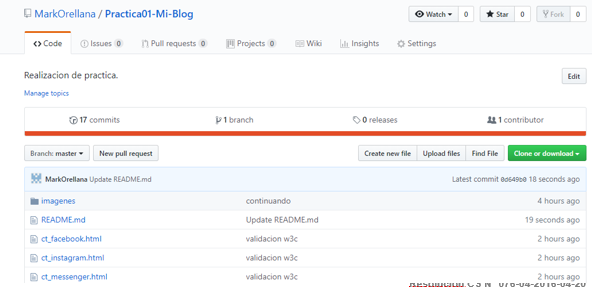 MarkOrellana / Practica01-Mi-Blog
Watch 0 Star 0 Fork 0
Code Issues 0 Pull requests 0 Projects 0 Wiki Insights Settings
Realizacion de practica. Edit
Manage topics
17 commits 1 branch 0 releases 1 contributor
Branch: master New pull request Create new file Upload files Find File Clone or download
MarkOrellana Update README.md Latest commit 0d649b0 18 seconds ago
imagenes continuando 4 hours ago
README.md Update README.md 19 seconds ago
ct_facebook.html validacion w3c 2 hours ago
ct_instagram.html validacion w3c 2 hours ago
ct_messenger.html validacion w3c 2 hours ago
076-04-2016-04-20